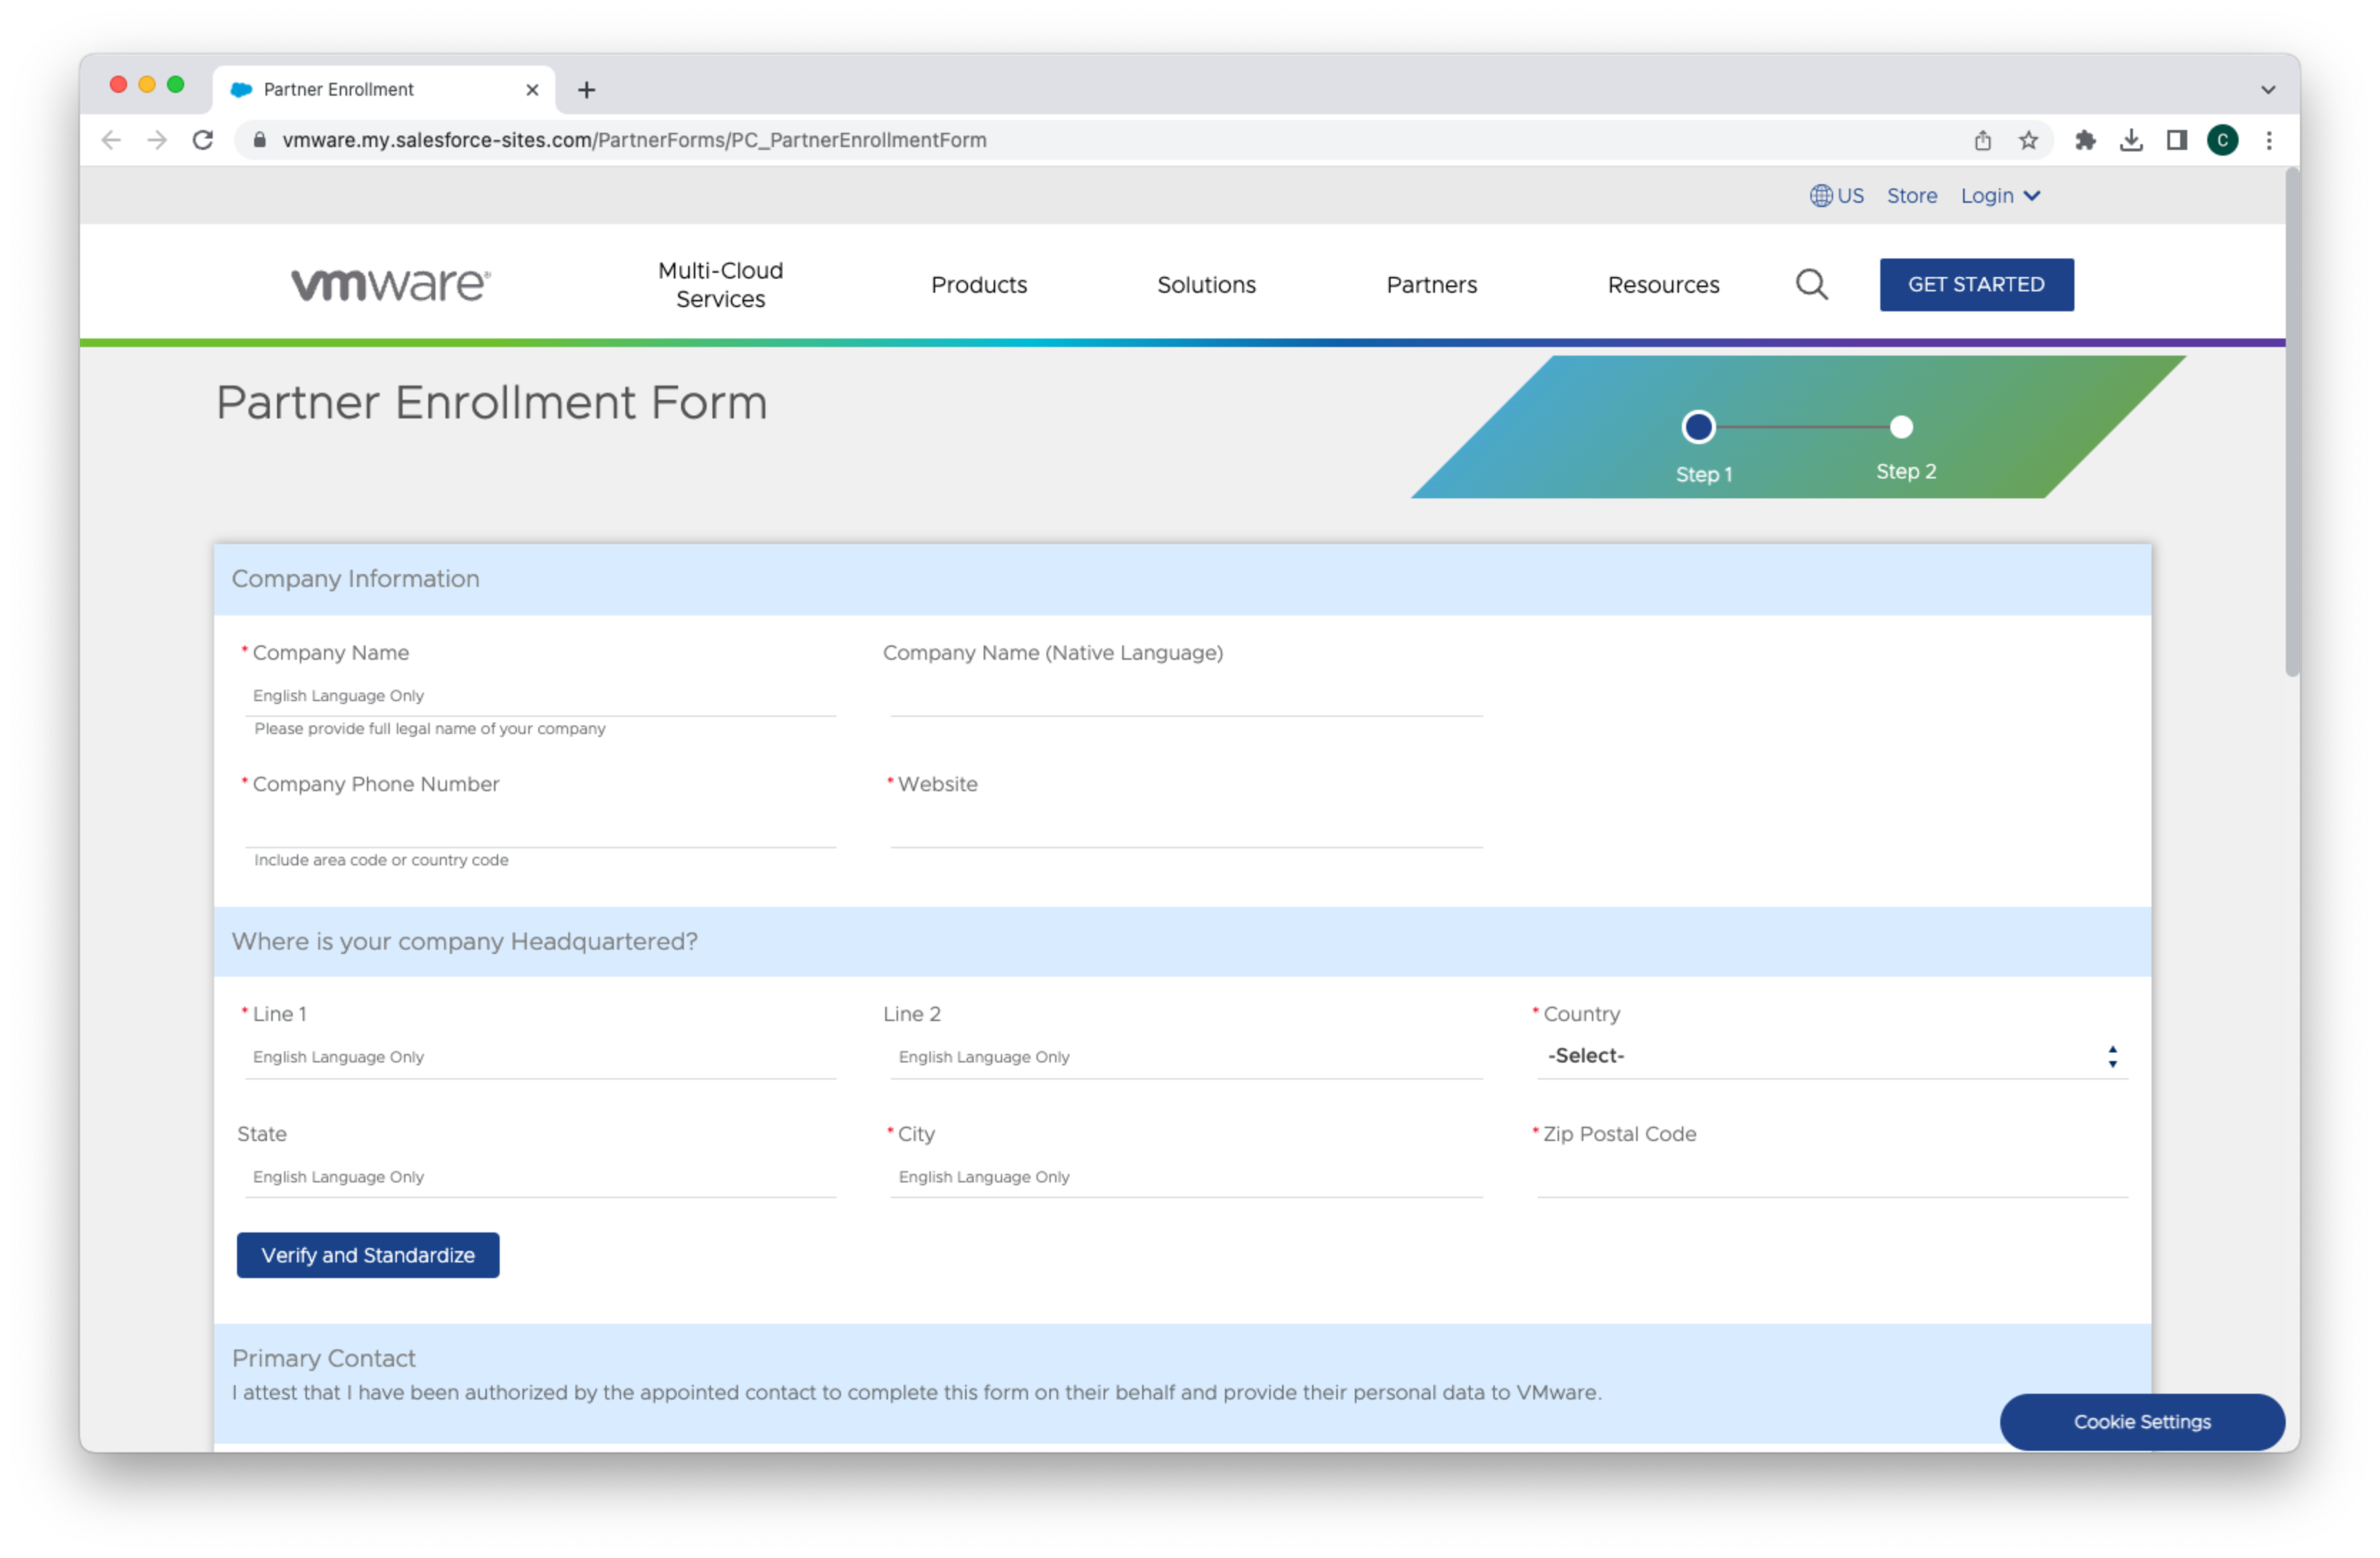 Partner Enrollment
vmware.my.salesforce-sites.com/PartnerForms/PC_PartnerEnrollmentForm
C
US Store Login
vmware®
Multi-Cloud
Services
Products
Solutions
Partners
Resources
GET STARTED
Partner Enrollment Form
Step 1
Step 2
Company Information
* Company Name
Company Name (Native Language)
English Language Only
Please provide full legal name of your company
* Company Phone Number
* Website
Include area code or country code
Where is your company Headquartered?
* Line 1
Line 2
* Country
English Language Only
English Language Only
-Select-
State
* City
* Zip Postal Code
English Language Only
English Language Only
Verify and Standardize
Primary Contact
I attest that I have been authorized by the appointed contact to complete this form on their behalf and provide their personal data to VMware.
Cookie Settings